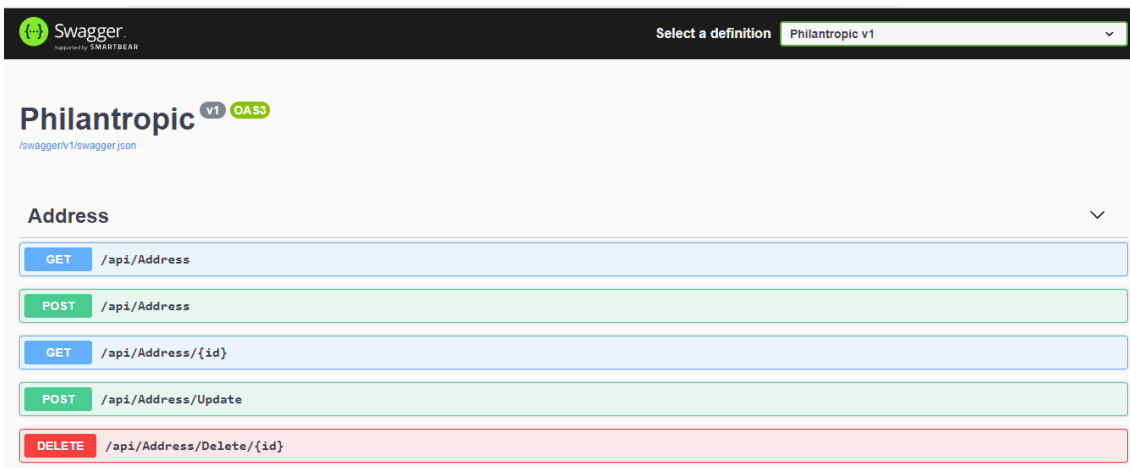 Swagger.
Supported by SMARTBEAR
Select a definition Philantropic v1
Philantropic v1 OAS3
/swagger/v1/swagger.json
Address
GET /api/Address
POST /api/Address
GET /api/Address/{id}
POST /api/Address/Update
DELETE /api/Address/Delete/{id}